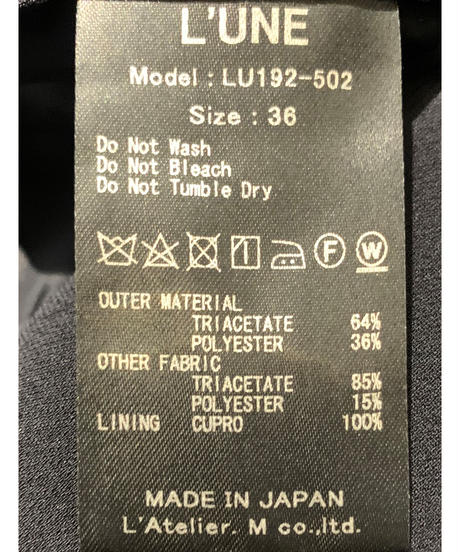 L'UNE
Model : LU192-502
Size : 36
Do Not Wash
Do Not Bleach
Do Not Tumble Dry
F W
OUTER MATERIAL
TRIACETATE 64%
POLYESTER 36%
OTHER FABRIC
TRIACETATE 85%
POLYESTER 15%
LINING CUPRO 100%
MADE IN JAPAN
L'Atelier. M co.,ltd.